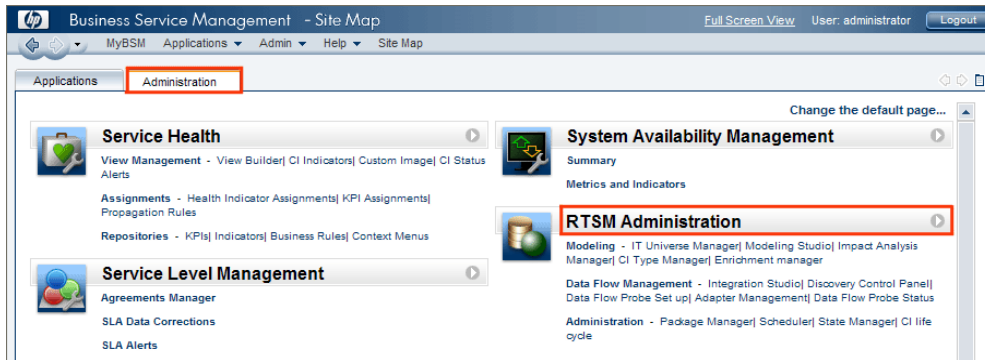 hp Business Service Management - Site Map
Full Screen View User: administrator Logout
MyBSM Applications Admin Help Site Map
Applications Administration
Change the default page...
Service Health
View Management - View Builder| CI Indicators| Custom Image| CI Status
Alerts
Assignments - Health Indicator Assignments| KPI Assignments|
Propagation Rules
Repositories - KPIs| Indicators| Business Rules| Context Menus
Service Level Management
Agreements Manager
SLA Data Corrections
SLA Alerts
System Availability Management
Summary
Metrics and Indicators
RTSM Administration
Modeling - IT Universe Manager| Modeling Studio| Impact Analysis
Manager| CI Type Manager| Enrichment manager
Data Flow Management - Integration Studio| Discovery Control Panel|
Data Flow Probe Set up| Adapter Management| Data Flow Probe Status
Administration - Package Manager| Scheduler| State Manager| CI life
cycle